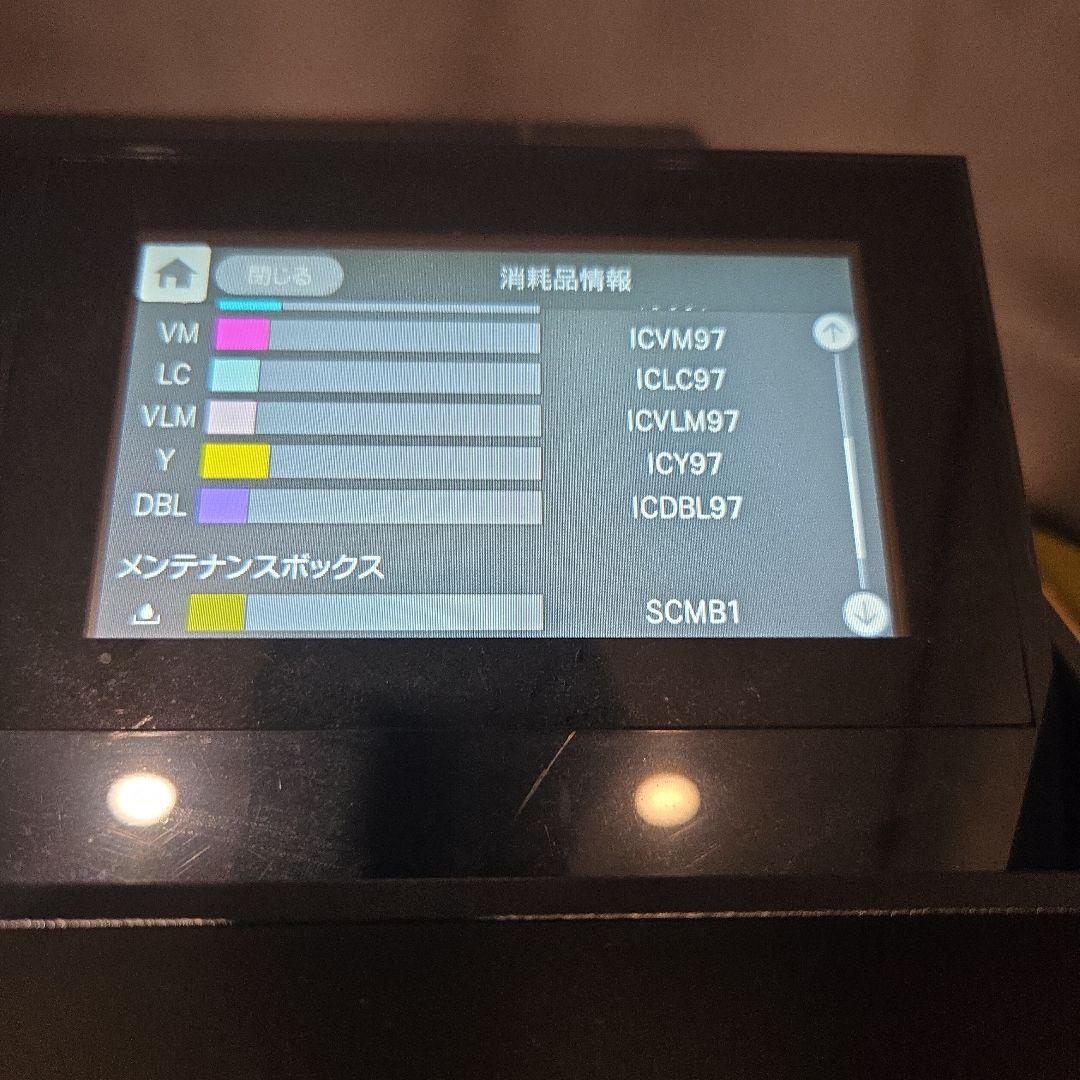 閉じる 消耗品情報
VM ICVM97
LC ICLC97
VLM ICVLM97
Y ICY97
DBL ICDBL97
メンテナンスボックス
SCMB1